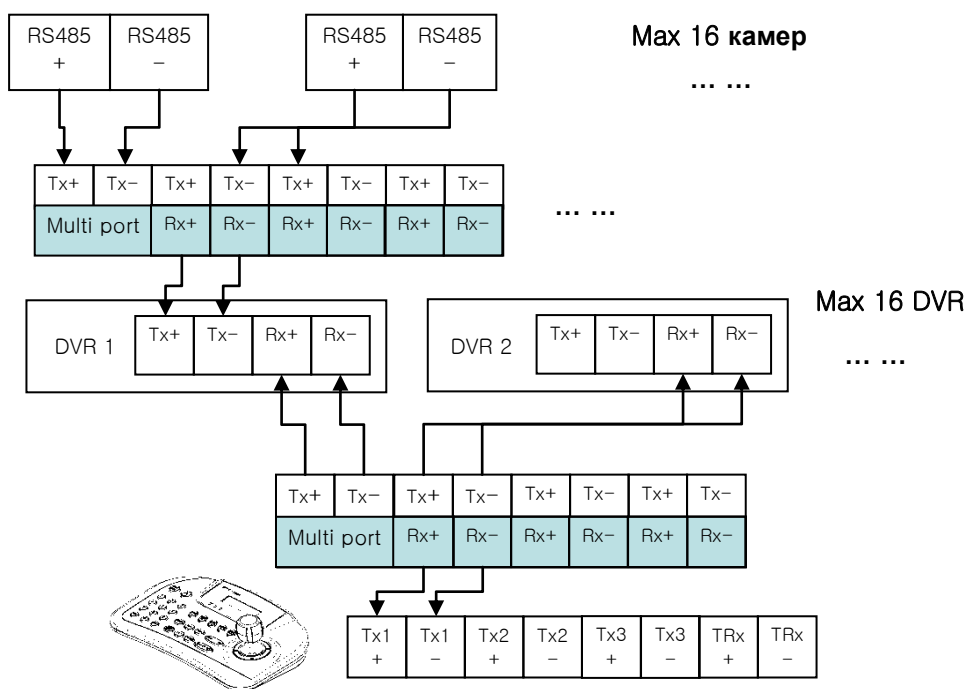 RS485 + RS485 − RS485 + RS485 − Max 16 камер
... ...
Tx+ Tx− Tx+ Tx− Tx+ Tx− Tx+ Tx−
Multi port Rx+ Rx− Rx+ Rx− Rx+ Rx−
... ...
Max 16 DVR
DVR 1 Tx+ Tx− Rx+ Rx− DVR 2 Tx+ Tx− Rx+ Rx−
... ...
Tx+ Tx− Tx+ Tx− Tx+ Tx− Tx+ Tx−
Multi port Rx+ Rx− Rx+ Rx− Rx+ Rx−
Tx1 Tx1 Tx2 Tx2 Tx3 Tx3 TRx TRx
+ - + - + - + -